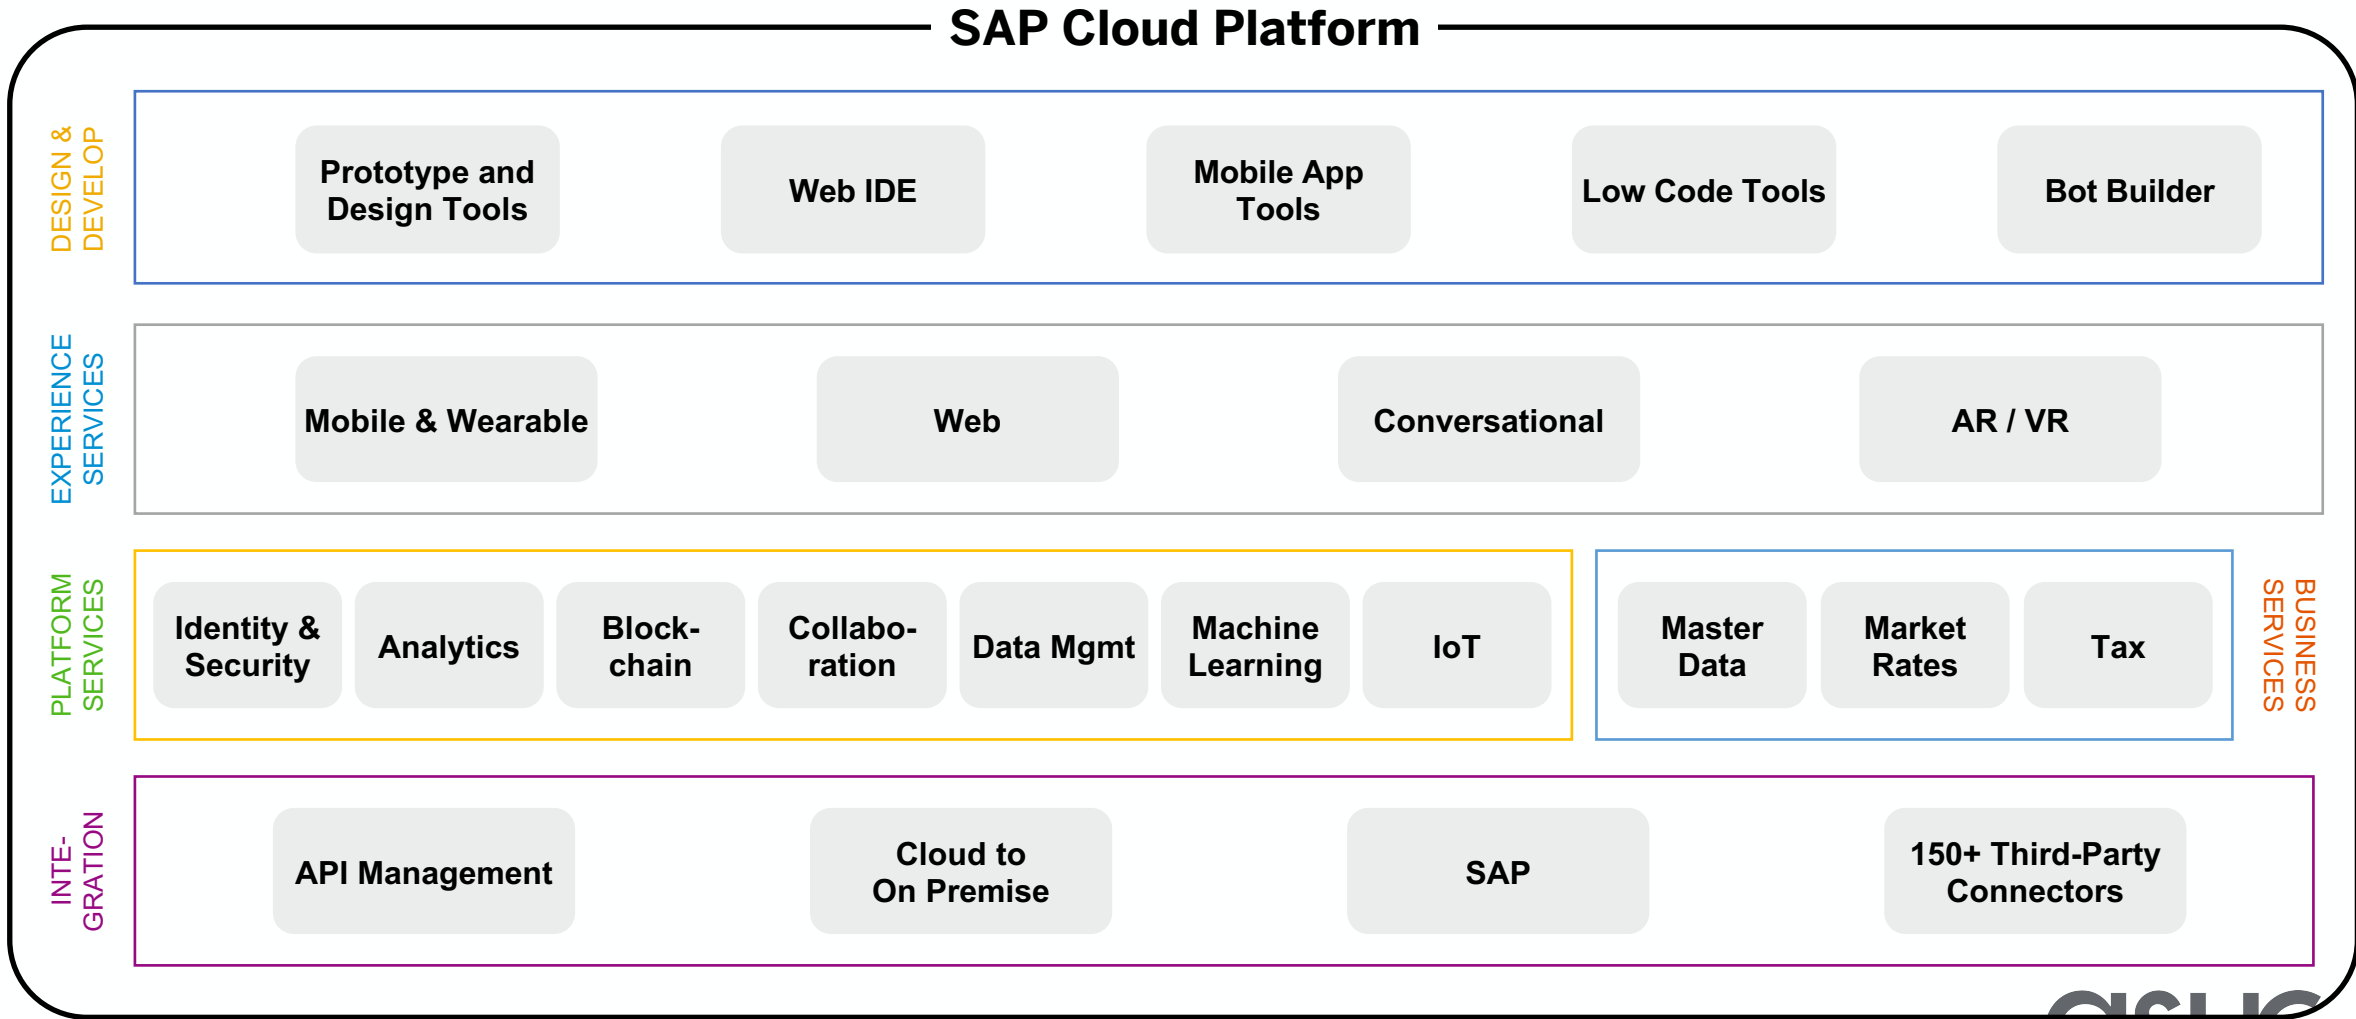 SAP Cloud Platform
DESIGN &
DEVELOP
Prototype and
Design Tools
Web IDE
Mobile App
Tools
Low Code Tools
Bot Builder
EXPERIENCE
SERVICES
Mobile & Wearable
Web
Conversational
AR / VR
PLATFORM
SERVICES
Identity &
Security
Analytics
Block-
chain
Collabo-
ration
Data Mgmt
Machine
Learning
IoT
Master
Data
Market
Rates
Tax
BUSINESS
SERVICES
INTE-
GRATION
API Management
Cloud to
On Premise
SAP
150+ Third-Party
Connectors